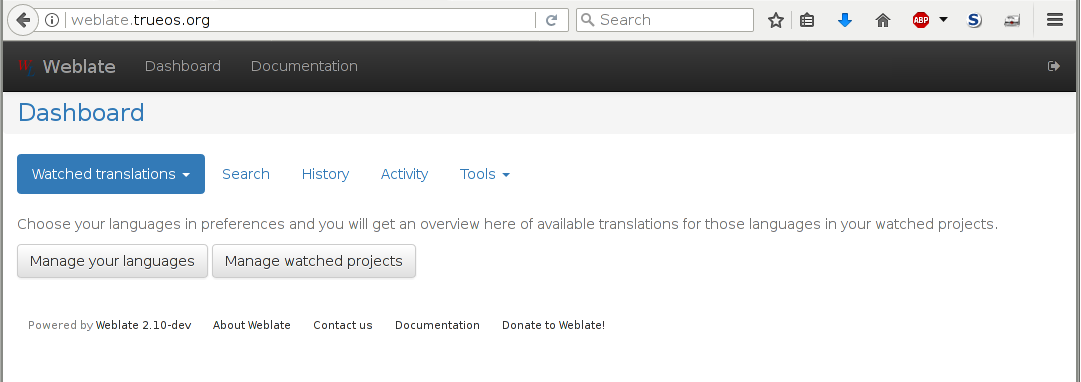 weblate.trueos.org Search ABP S
Weblate Dashboard Documentation
Dashboard
Watched translations Search History Activity Tools
Choose your languages in preferences and you will get an overview here of available translations for those languages in your watched projects.
Manage your languages Manage watched projects
Powered by Weblate 2.10-dev About Weblate Contact us Documentation Donate to Weblate!